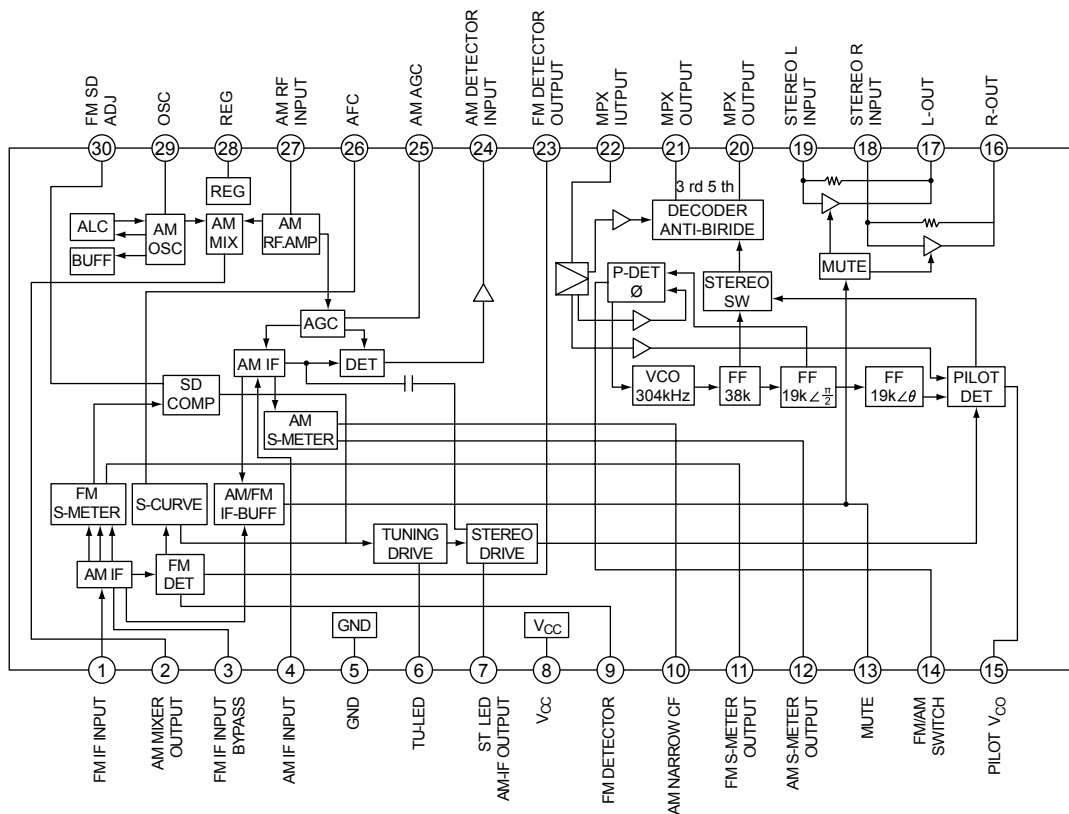 FM SD
ADJ
OSC
REG
AM RF
INPUT
AFC
AM AGC
AM DETECTOR
INPUT
FM DETECTOR
OUTPUT
MPX
IUTPUT
MPX
OUTPUT
MPX
OUTPUT
STEREO L
INPUT
STEREO R
INPUT
L-OUT
R-OUT
30
29
28
27
26
25
24
23
22
21
20
19
18
17
16
REG
3 rd 5 th
ALC
AM
OSC
AM
MIX
AM
RF.AMP
DECODER
ANTI-BIRIDE
BUFF
MUTE
P-DET
Ø
STEREO
SW
AGC
AM IF
DET
SD
COMP
VCO
304kHz
FF
38k
FF
19k∠π/2
FF
19k∠θ
PILOT
DET
AM
S-METER
FM
S-METER
S-CURVE
AM/FM
IF-BUFF
TUNING
DRIVE
STEREO
DRIVE
AM IF
FM
DET
GND
VCC
1
2
3
4
5
6
7
8
9
10
11
12
13
14
15
FM IF INPUT
AM MIXER
OUTPUT
FM IF INPUT
BYPASS
AM IF INPUT
GND
TU-LED
ST LED
AM-IF OUTPUT
VCC
FM DETECTOR
AM NARROW CF
FM S-METER
OUTPUT
AM S-METER
OUTPUT
MUTE
FM/AM
SWITCH
PILOT VCO